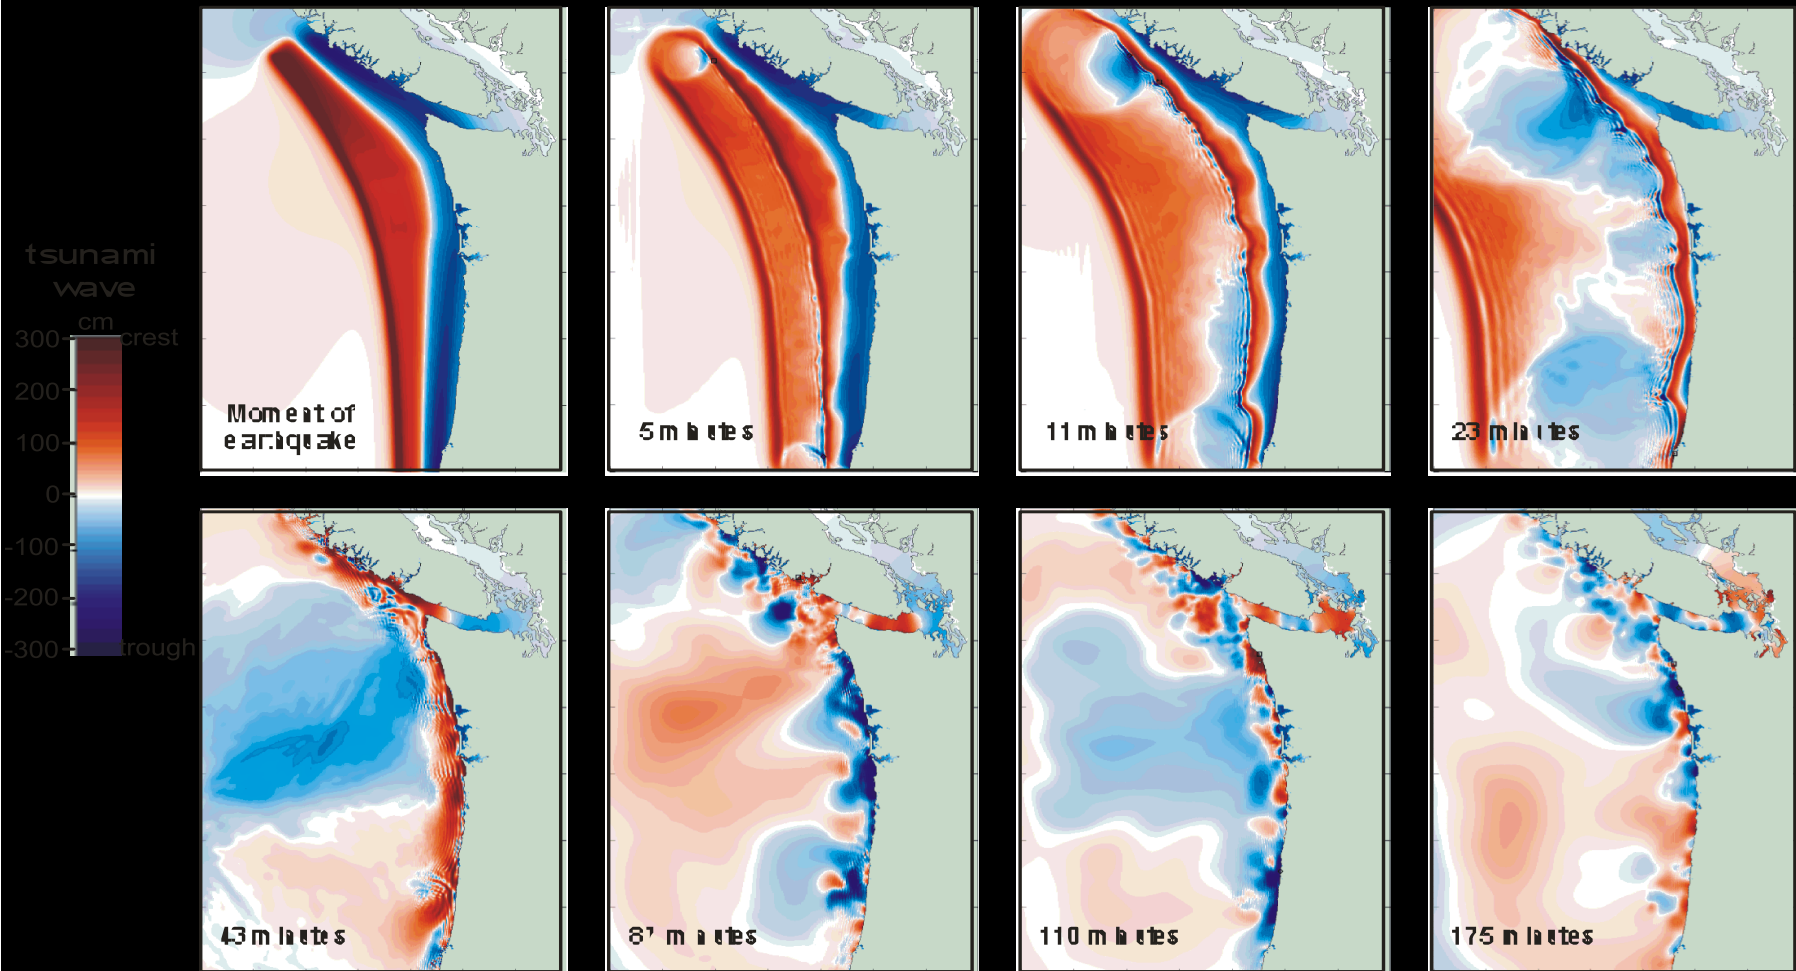 tsunami
wave
cm
300
crest
200
100
0
-100
-200
-300
trough
Moment of
earthquake
5 minutes
11 minutes
23 minutes
43 minutes
81 minutes
110 minutes
175 minutes